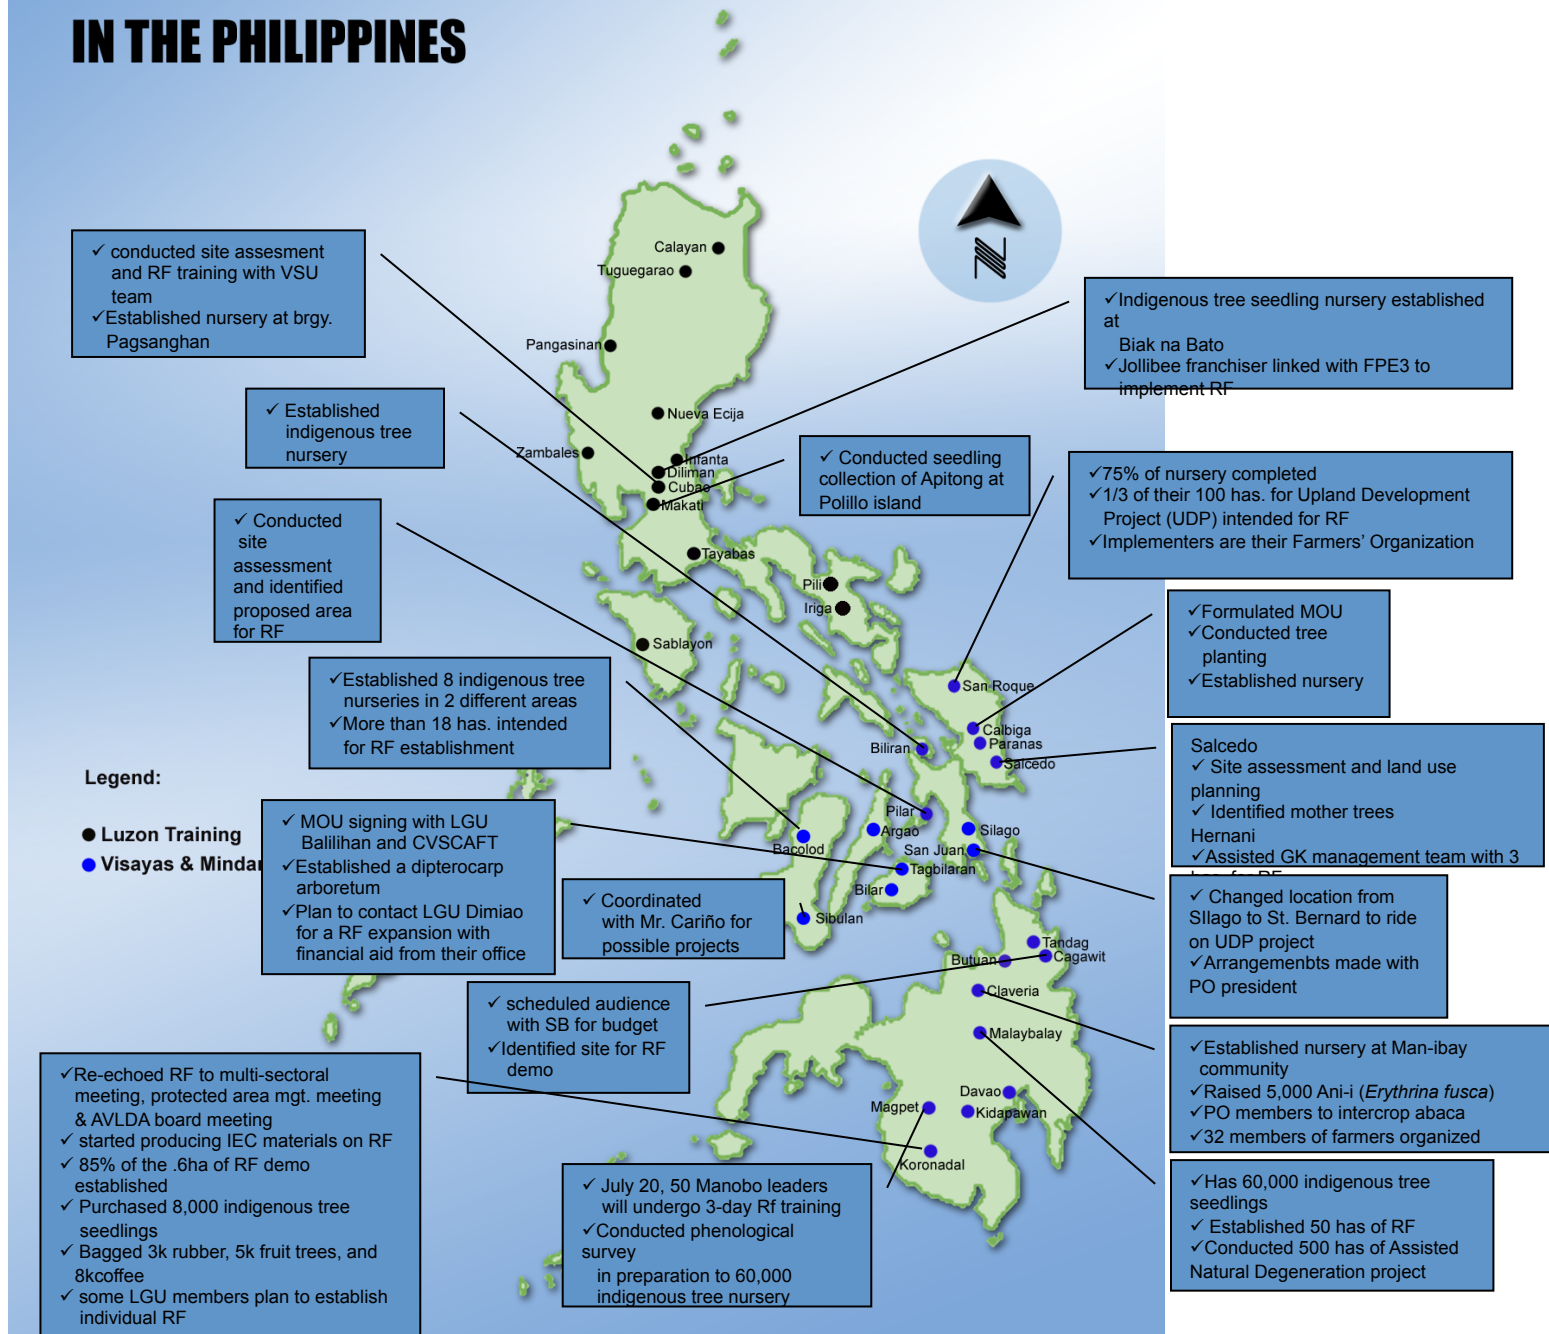 IN THE PHILIPPINES
✓ conducted site assesment
and RF training with VSU
team
✓Established nursery at brgy.
Pagsanghan
✓ Established
indigenous tree
nursery
✓ Conducted
site
assessment
and identified
proposed area
for RF
✓Established 8 indigenous tree
nurseries in 2 different areas
✓More than 18 has. intended
for RF establishment
Legend:
Luzon Training
Visayas & Mindan
✓ MOU signing with LGU
Balilihan and CVSCAFT
✓Established a dipterocarp
arboretum
✓Plan to contact LGU Dimiao
for a RF expansion with
financial aid from their office
✓ Coordinated
with Mr. Cariño for
possible projects
✓ scheduled audience
with SB for budget
✓Identified site for RF
demo
✓Re-echoed RF to multi-sectoral
meeting, protected area mgt. meeting
& AVLDA board meeting
✓ started producing IEC materials on RF
✓ 85% of the .6ha of RF demo
established
✓ Purchased 8,000 indigenous tree
seedlings
✓ Bagged 3k rubber, 5k fruit trees, and
8kcoffee
✓ some LGU members plan to establish
individual RF
✓ July 20, 50 Manobo leaders
will undergo 3-day Rf training
✓Conducted phenological
survey
in preparation to 60,000
indigenous tree nursery
Calayan
Tuguegarao
Pangasinan
Nueva Ecija
Zambales
Infanta
Diliman
Cubao
Makati
Tayabas
Pili
Iriga
Sablayon
San Roque
Calbiga
Paranas
Salcedo
Biliran
Pilar
Argao
Silago
San Juan
Bacolod
Tagbilaran
Bilar
Sibulan
Tandag
Cagawit
Butuan
Claveria
Malaybalay
Davao
Magpet
Kidapawan
Koronadal
N
✓Indigenous tree seedling nursery established
at
Biak na Bato
✓Jollibee franchiser linked with FPE3 to
implement RF
✓ Conducted seedling
collection of Apitong at
Polillo island
✓75% of nursery completed
✓1/3 of their 100 has. for Upland Development
Project (UDP) intended for RF
✓Implementers are their Farmers’ Organization
✓Formulated MOU
✓Conducted tree
planting
✓Established nursery
Salcedo
✓ Site assessment and land use
planning
✓ Identified mother trees
Hernani
✓Assisted GK management team with 3
has. for RF
✓ Changed location from
SIlago to St. Bernard to ride
on UDP project
✓Arrangemenbts made with
PO president
✓Established nursery at Man-ibay
community
✓Raised 5,000 Ani-i (Erythrina fusca)
✓PO members to intercrop abaca
✓32 members of farmers organized
✓Has 60,000 indigenous tree
seedlings
✓ Established 50 has of RF
✓Conducted 500 has of Assisted
Natural Degeneration project